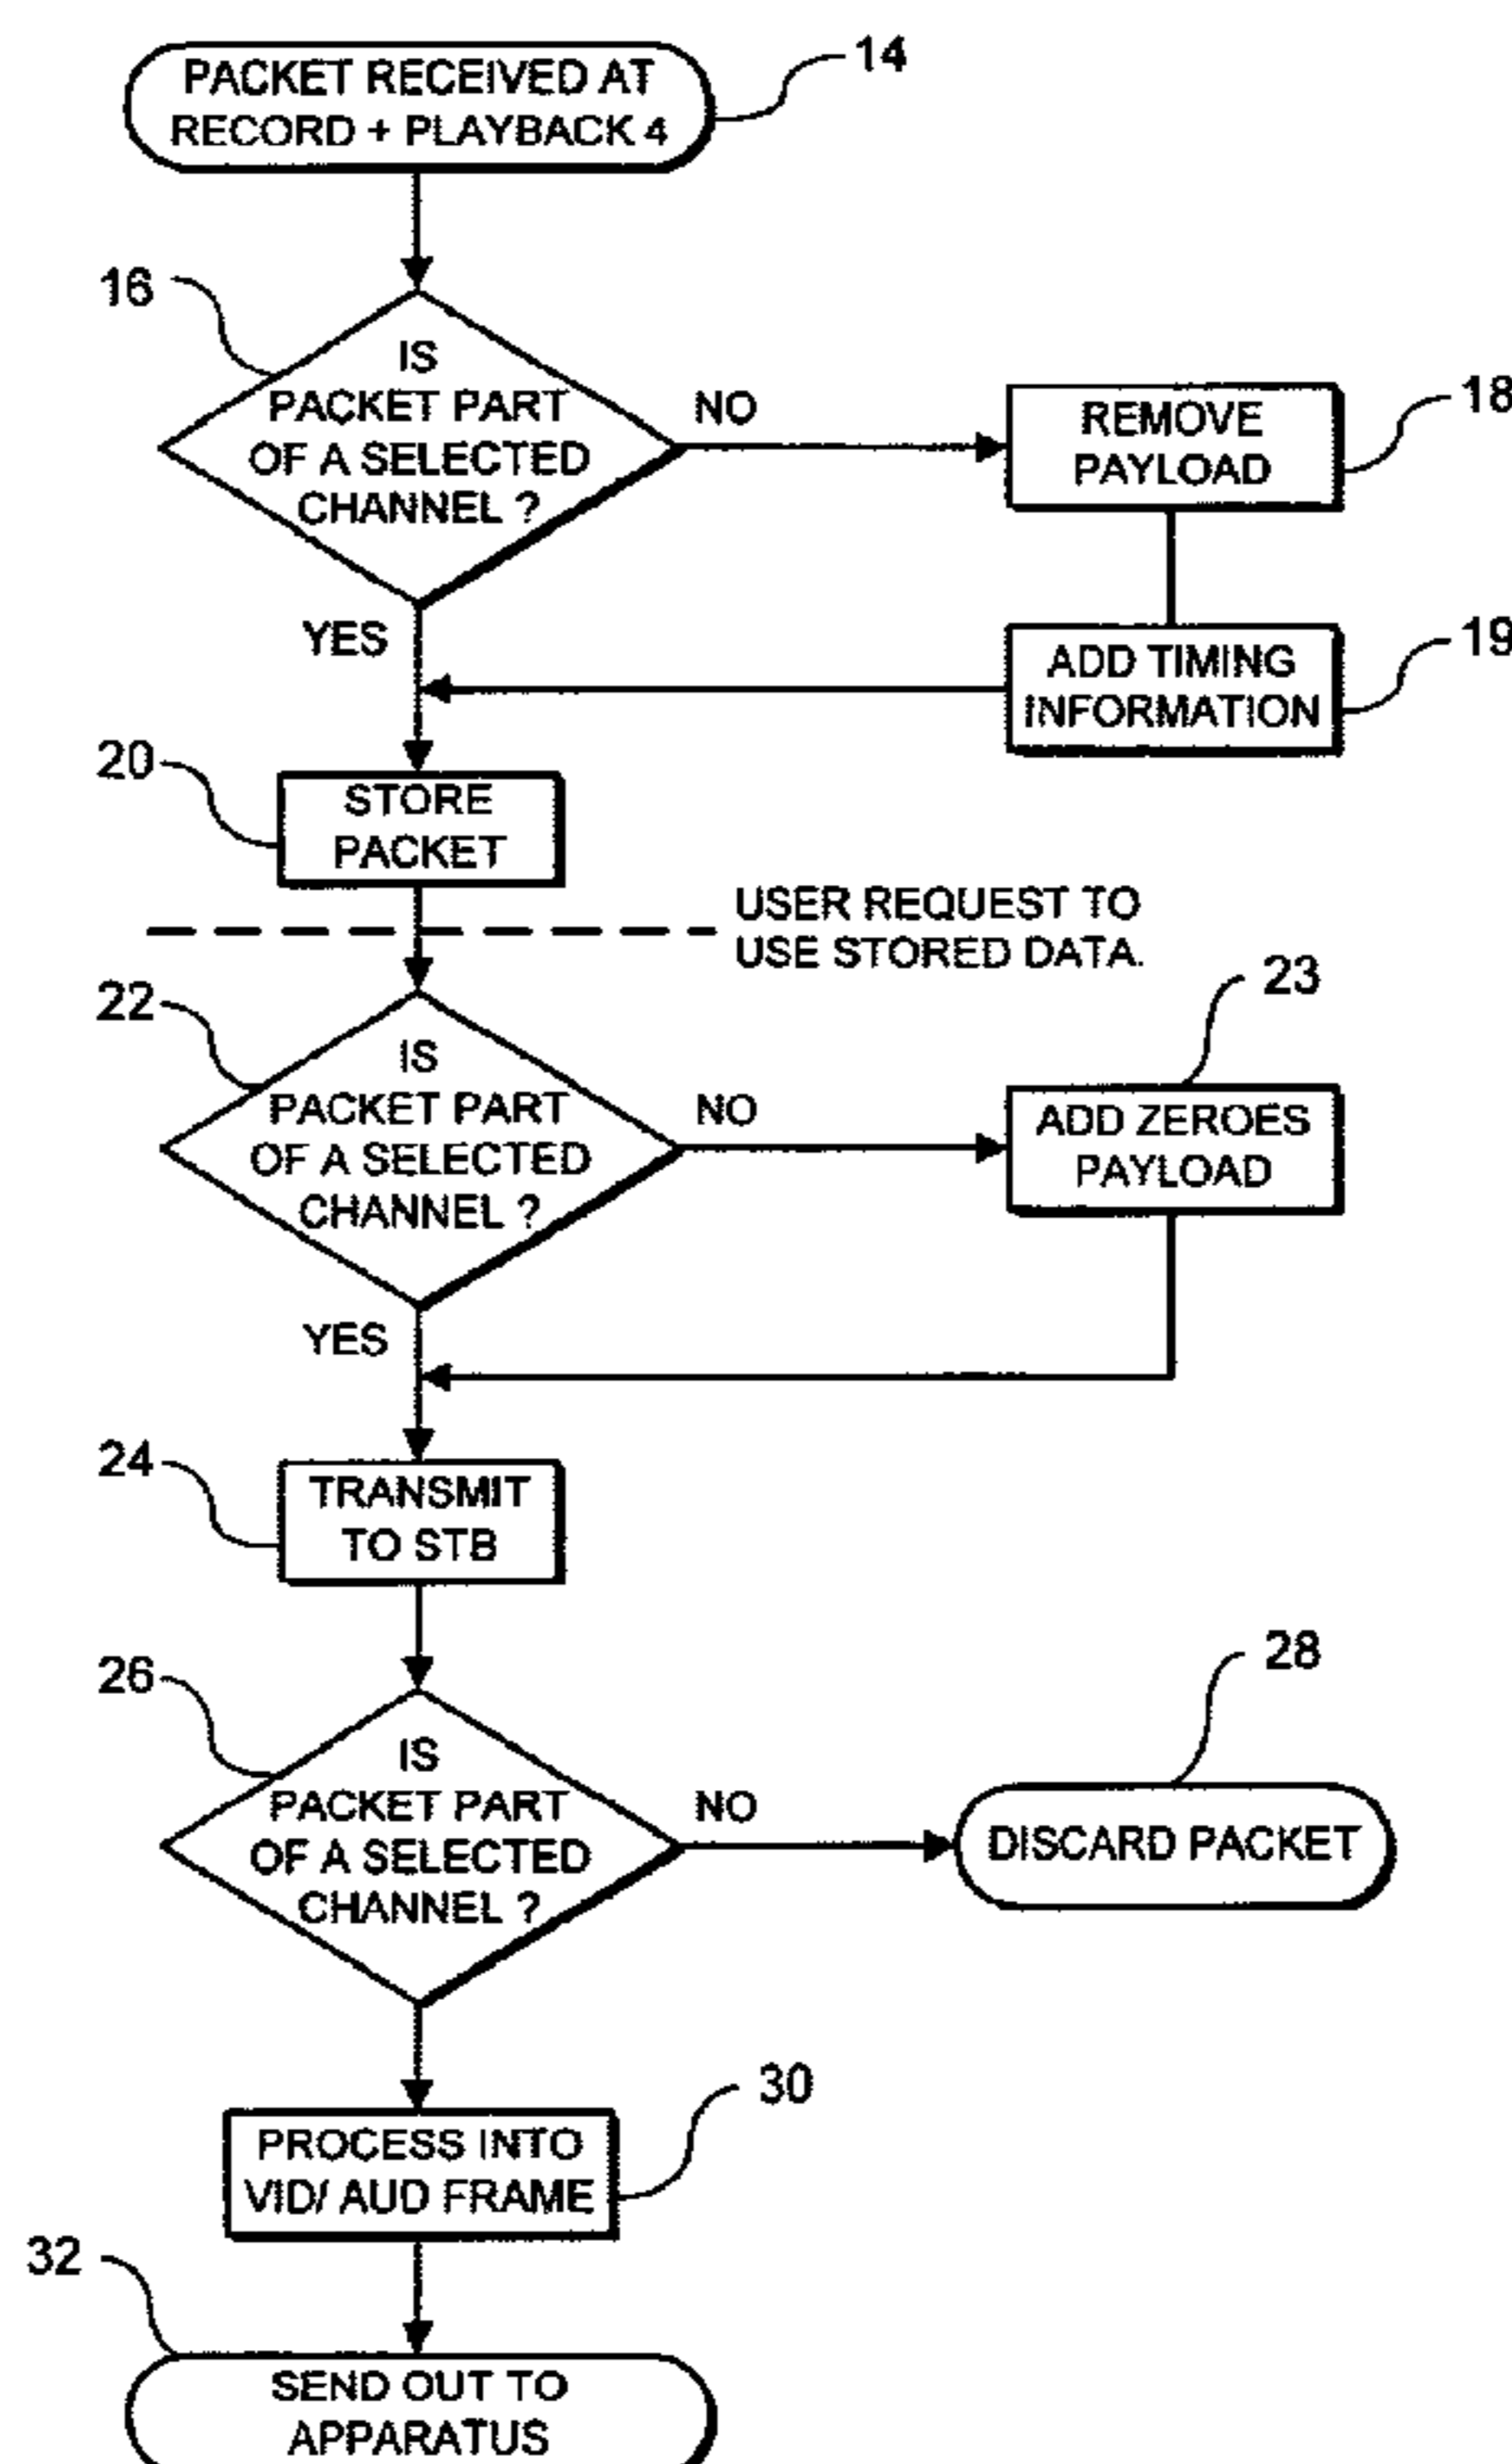 PACKET RECEIVED AT
RECORD + PLAYBACK 4
14
16
IS
PACKET PART
OF A SELECTED
CHANNEL ?
NO
REMOVE
PAYLOAD
18
YES
ADD TIMING
INFORMATION
19
20
STORE
PACKET
USER REQUEST TO
USE STORED DATA.
22
IS
PACKET PART
OF A SELECTED
CHANNEL ?
NO
23
ADD ZEROES
PAYLOAD
YES
24
TRANSMIT
TO STB
26
IS
PACKET PART
OF A SELECTED
CHANNEL ?
NO
28
DISCARD PACKET
30
PROCESS INTO
VID/ AUD FRAME
32
SEND OUT TO
APPARATUS